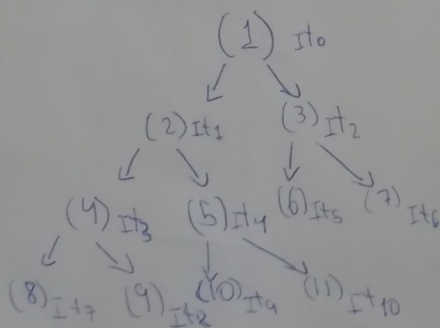 (1) It0
(2) It1 (3) It2
(4) It3 (5) It4 (6) It5 (7) It6
(8) It7 (9) It8 (10) It9 (11) It10